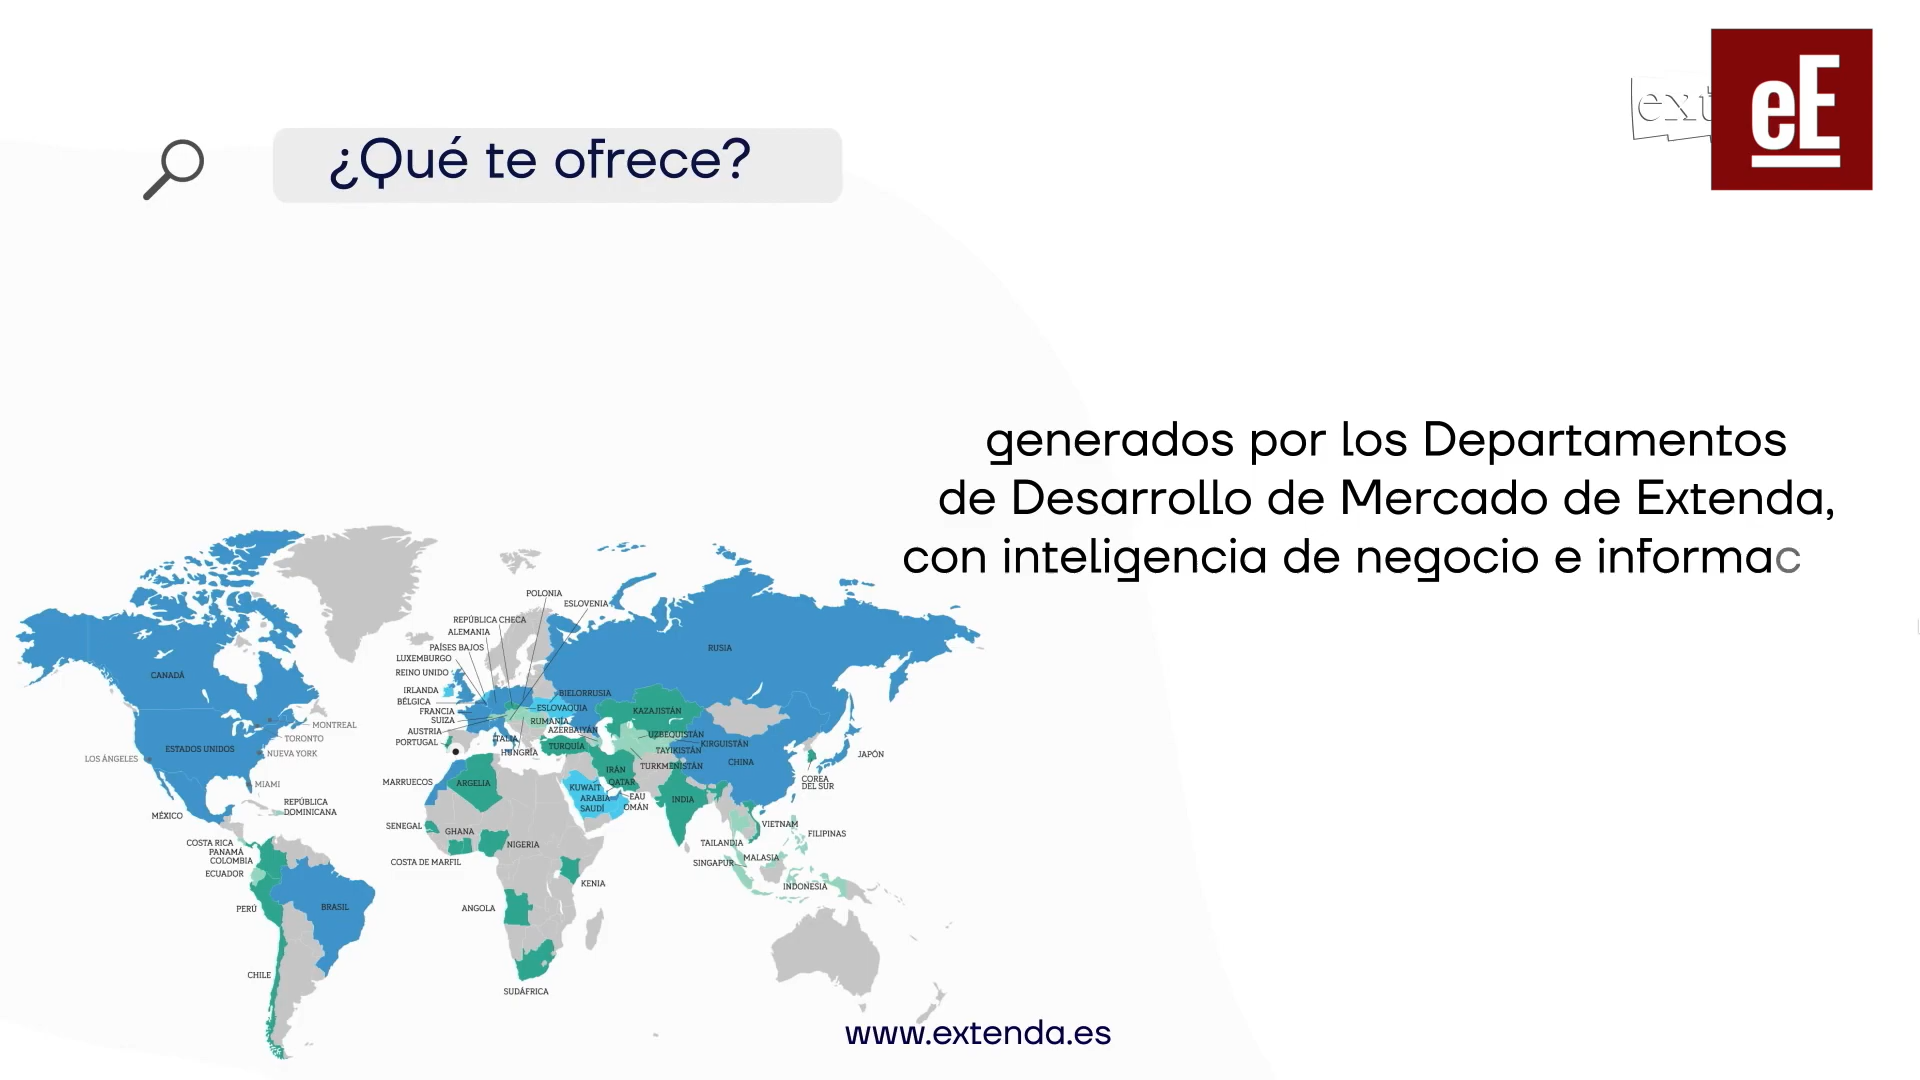 ¿Qué te ofrece?
ext
eE
generados por los Departamentos
de Desarrollo de Mercado de Extenda,
con inteligencia de negocio e informac
POLONIA
ESLOVENIA
REPÚBLICA CHECA
ALEMANIA
PAÍSES BAJOS
LUXEMBURGO
REINO UNIDO
IRLANDA
BÉLGICA
FRANCIA
SUIZA
AUSTRIA
PORTUGAL
ITALIA
HUNGRÍA
BIELORRUSIA
ESLOVAQUIA
RUMANÍA
AZERBAIYÁN
TURQUÍA
RUSIA
KAZAJISTÁN
UZBEQUISTÁN
KIRGUISTÁN
TAYIKISTÁN
TURKMENISTÁN
CHINA
JAPÓN
COREA
DEL SUR
IRÁN
QATAR
KUWAIT
ARABIA
SAUDÍ
EAU
OMÁN
INDIA
VIETNAM
FILIPINAS
TAILANDIA
MALASIA
SINGAPUR
INDONESIA
CANADÁ
MONTREAL
TORONTO
NUEVA YORK
ESTADOS UNIDOS
LOS ÁNGELES
MIAMI
REPÚBLICA
DOMINICANA
MÉXICO
COSTA RICA
PANAMÁ
COLOMBIA
ECUADOR
PERÚ
BRASIL
CHILE
MARRUECOS
ARGELIA
SENEGAL
GHANA
NIGERIA
COSTA DE MARFIL
KENIA
ANGOLA
SUDÁFRICA
www.extenda.es